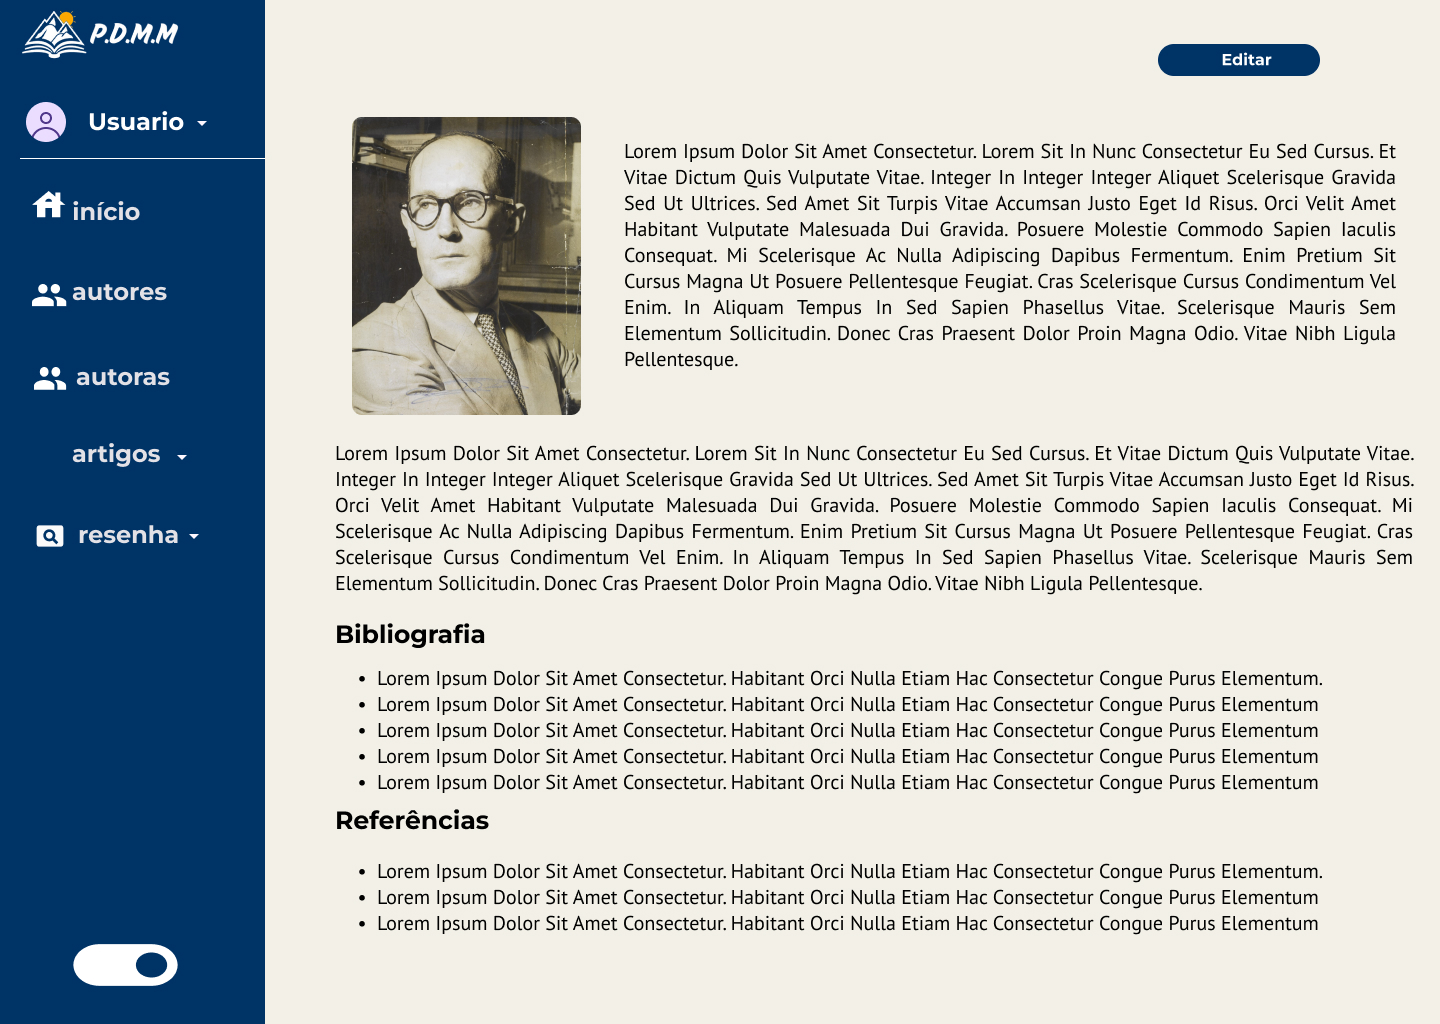 P.D.M.M
Usuario
início
autores
autoras
artigos
resenha
Editar
Lorem Ipsum Dolor Sit Amet Consectetur. Lorem Sit In Nunc Consectetur Eu Sed Cursus. Et
Vitae Dictum Quis Vulputate Vitae. Integer In Integer Integer Aliquet Scelerisque Gravida
Sed Ut Ultrices. Sed Amet Sit Turpis Vitae Accumsan Justo Eget Id Risus. Orci Velit Amet
Habitant Vulputate Malesuada Dui Gravida. Posuere Molestie Commodo Sapien Iaculis
Consequat. Mi Scelerisque Ac Nulla Adipiscing Dapibus Fermentum. Enim Pretium Sit
Cursus Magna Ut Posuere Pellentesque Feugiat. Cras Scelerisque Cursus Condimentum Vel
Enim. In Aliquam Tempus In Sed Sapien Phasellus Vitae. Scelerisque Mauris Sem
Elementum Sollicitudin. Donec Cras Praesent Dolor Proin Magna Odio. Vitae Nibh Ligula
Pellentesque.
Lorem Ipsum Dolor Sit Amet Consectetur. Lorem Sit In Nunc Consectetur Eu Sed Cursus. Et Vitae Dictum Quis Vulputate Vitae.
Integer In Integer Integer Aliquet Scelerisque Gravida Sed Ut Ultrices. Sed Amet Sit Turpis Vitae Accumsan Justo Eget Id Risus.
Orci Velit Amet Habitant Vulputate Malesuada Dui Gravida. Posuere Molestie Commodo Sapien Iaculis Consequat. Mi
Scelerisque Ac Nulla Adipiscing Dapibus Fermentum. Enim Pretium Sit Cursus Magna Ut Posuere Pellentesque Feugiat. Cras
Scelerisque Cursus Condimentum Vel Enim. In Aliquam Tempus In Sed Sapien Phasellus Vitae. Scelerisque Mauris Sem
Elementum Sollicitudin. Donec Cras Praesent Dolor Proin Magna Odio. Vitae Nibh Ligula Pellentesque.
Bibliografia
• Lorem Ipsum Dolor Sit Amet Consectetur. Habitant Orci Nulla Etiam Hac Consectetur Congue Purus Elementum.
• Lorem Ipsum Dolor Sit Amet Consectetur. Habitant Orci Nulla Etiam Hac Consectetur Congue Purus Elementum
• Lorem Ipsum Dolor Sit Amet Consectetur. Habitant Orci Nulla Etiam Hac Consectetur Congue Purus Elementum
• Lorem Ipsum Dolor Sit Amet Consectetur. Habitant Orci Nulla Etiam Hac Consectetur Congue Purus Elementum
• Lorem Ipsum Dolor Sit Amet Consectetur. Habitant Orci Nulla Etiam Hac Consectetur Congue Purus Elementum
Referências
• Lorem Ipsum Dolor Sit Amet Consectetur. Habitant Orci Nulla Etiam Hac Consectetur Congue Purus Elementum.
• Lorem Ipsum Dolor Sit Amet Consectetur. Habitant Orci Nulla Etiam Hac Consectetur Congue Purus Elementum
• Lorem Ipsum Dolor Sit Amet Consectetur. Habitant Orci Nulla Etiam Hac Consectetur Congue Purus Elementum